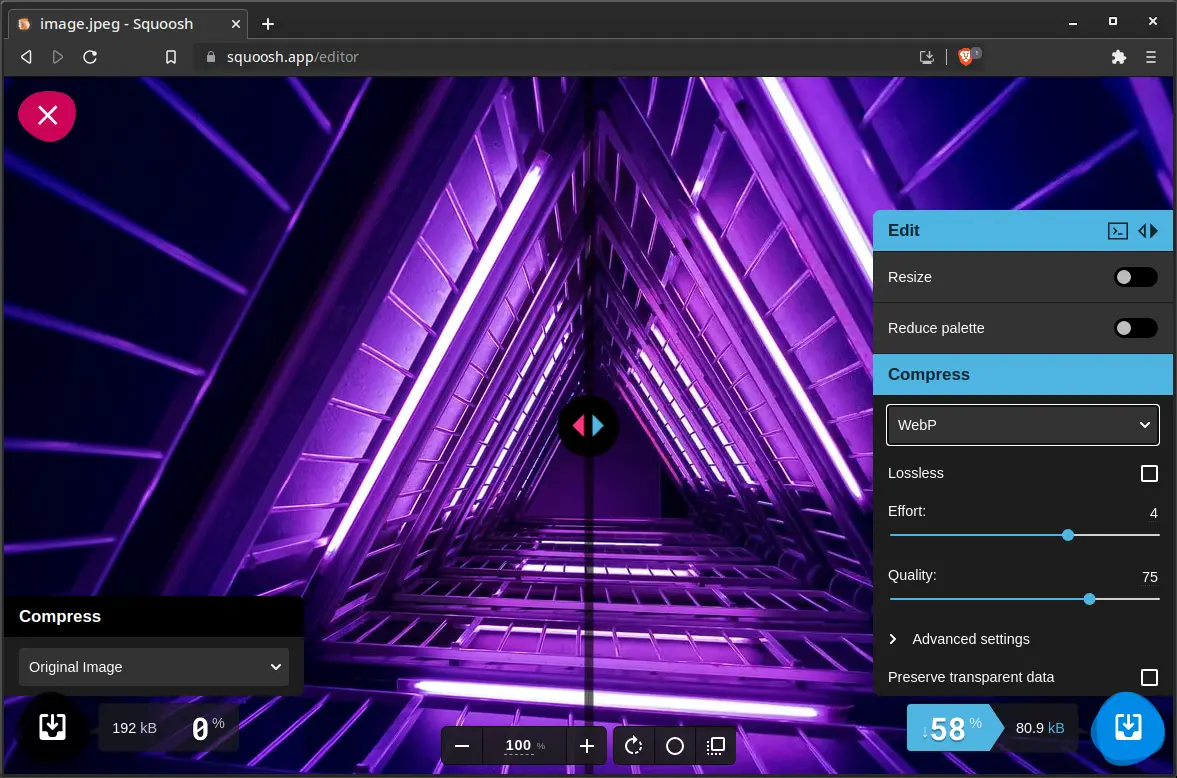 image.jpeg - Squoosh
squoosh.app/editor
Edit
Resize
Reduce palette
Compress
WebP
Lossless
Effort: 4
Quality: 75
Advanced settings
Preserve transparent data
Compress
Original Image
192 kB 0 %
100 %
↓58 % 80.9 kB